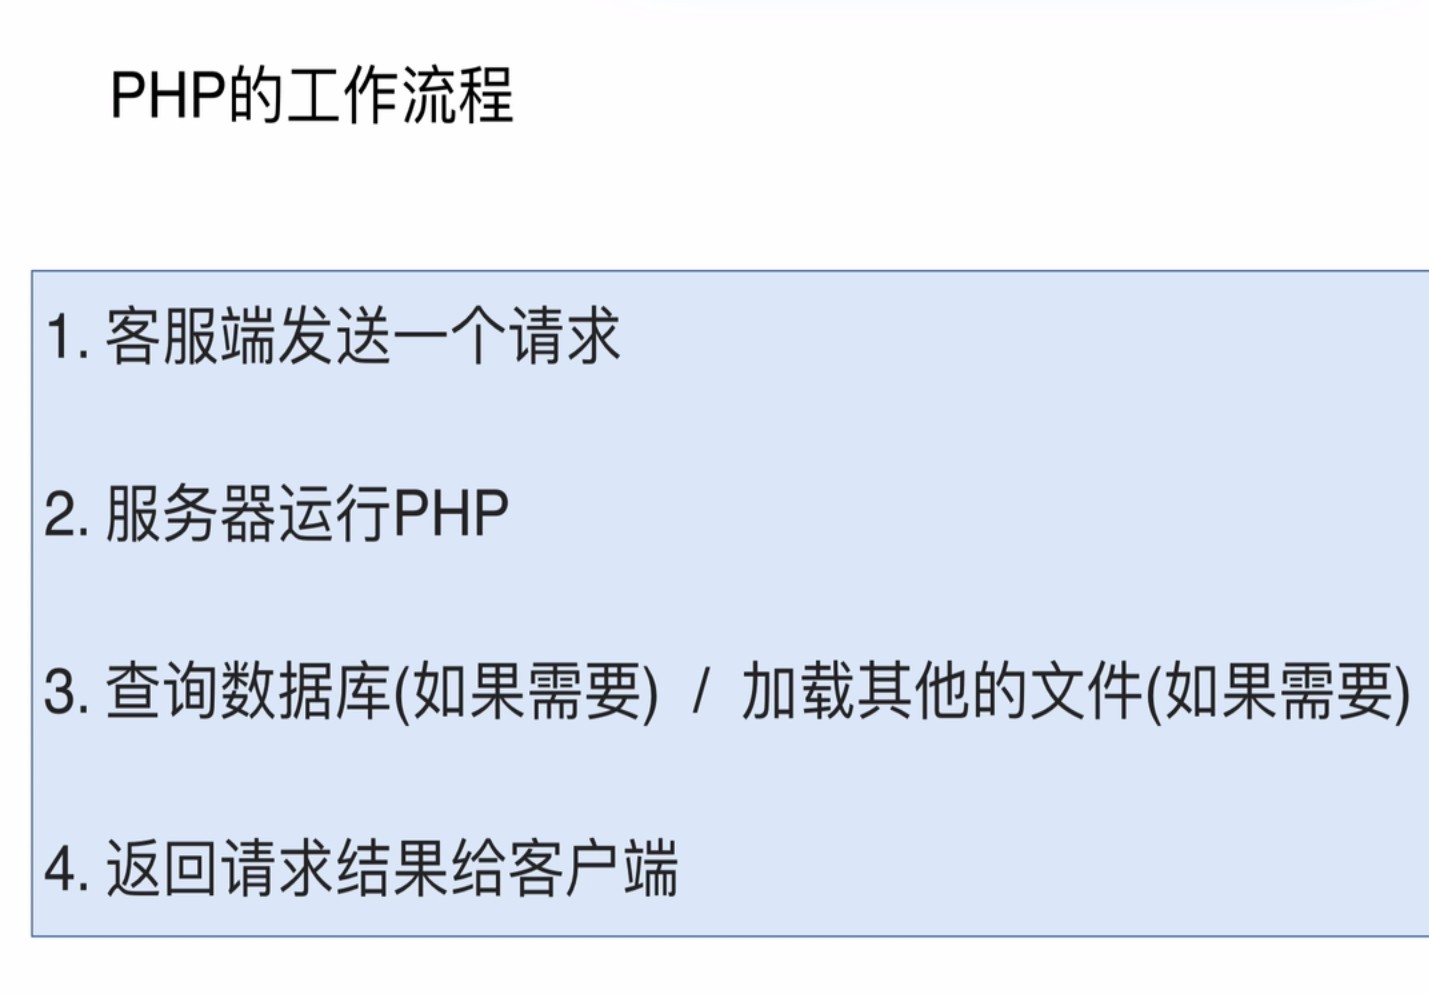 PHP的工作流程
1. 客服端发送一个请求
2. 服务器运行PHP
3. 查询数据库(如果需要) / 加载其他的文件(如果需要)
4. 返回请求结果给客户端